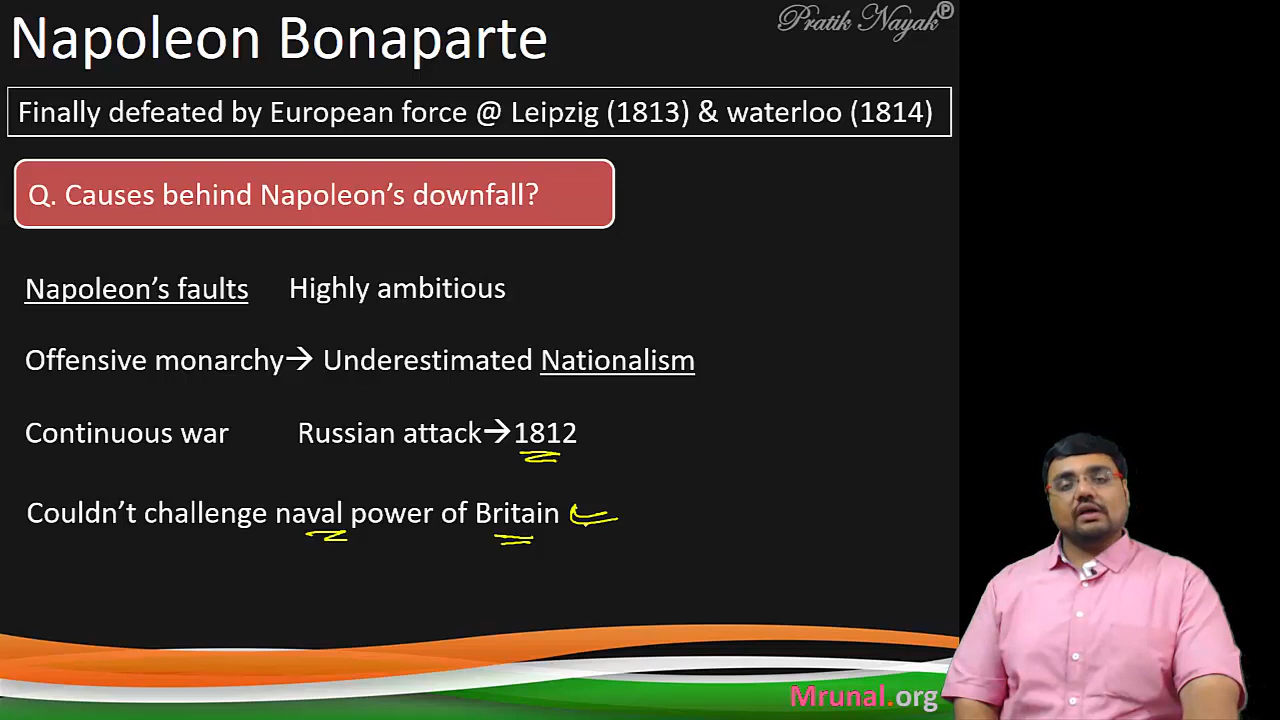 Pratik Nayak ℗
Napoleon Bonaparte
Finally defeated by European force @ Leipzig (1813) & waterloo (1814)
Q. Causes behind Napoleon’s downfall?
Napoleon’s faults Highly ambitious
Offensive monarchy→ Underestimated Nationalism
Continuous war Russian attack→1812
Couldn’t challenge naval power of Britain
Mrunal.org